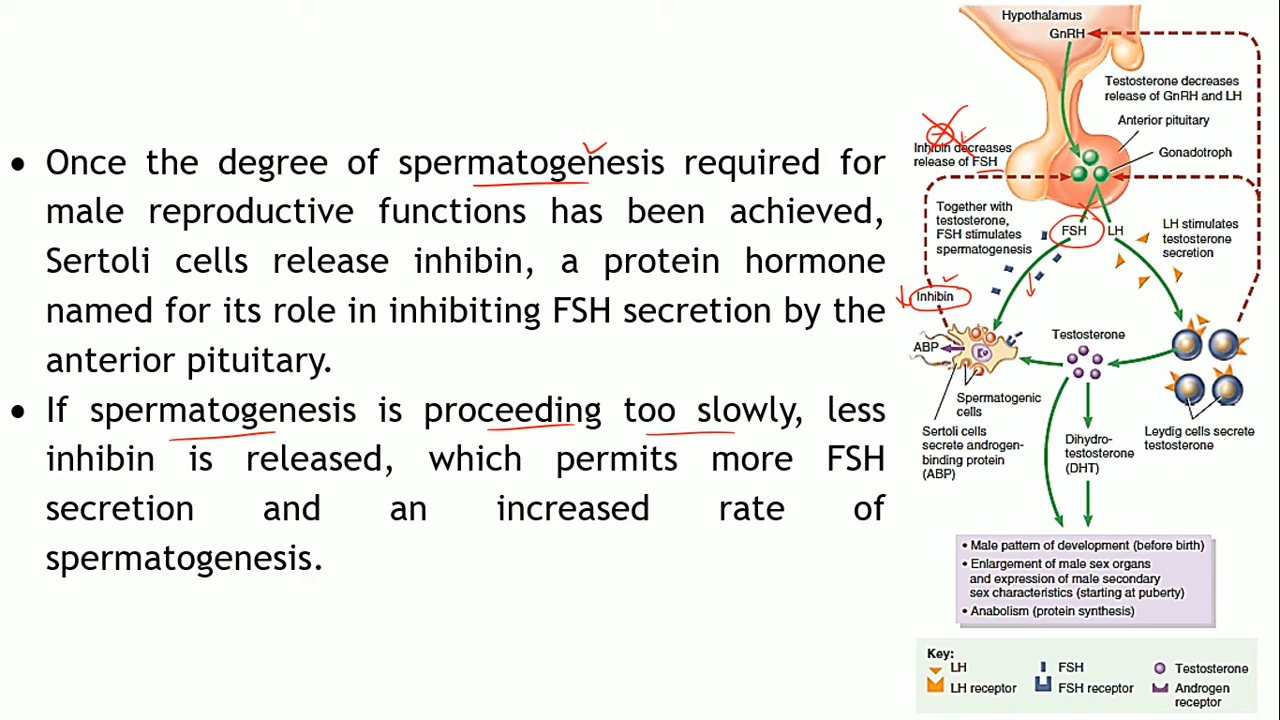 • Once the degree of spermatogenesis required for
male reproductive functions has been achieved,
Sertoli cells release inhibin, a protein hormone
named for its role in inhibiting FSH secretion by the
anterior pituitary.
• If spermatogenesis is proceeding too slowly, less
inhibin is released, which permits more FSH
secretion and an increased rate of
spermatogenesis.
Hypothalamus
GnRH
Testosterone decreases
release of GnRH and LH
Anterior pituitary
Inhibin decreases
release of FSH
Gonadotroph
Together with
testosterone,
FSH stimulates
spermatogenesis
FSH
LH
LH stimulates
testosterone
secretion
Inhibin
ABP
Testosterone
Spermatogenic
cells
Sertoli cells
secrete androgen-
binding protein
(ABP)
Dihydro-
testosterone
(DHT)
Leydig cells secrete
testosterone
• Male pattern of development (before birth)
• Enlargement of male sex organs
and expression of male secondary
sex characteristics (starting at puberty)
• Anabolism (protein synthesis)
Key:
LH
FSH
Testosterone
LH receptor
FSH receptor
Androgen
receptor